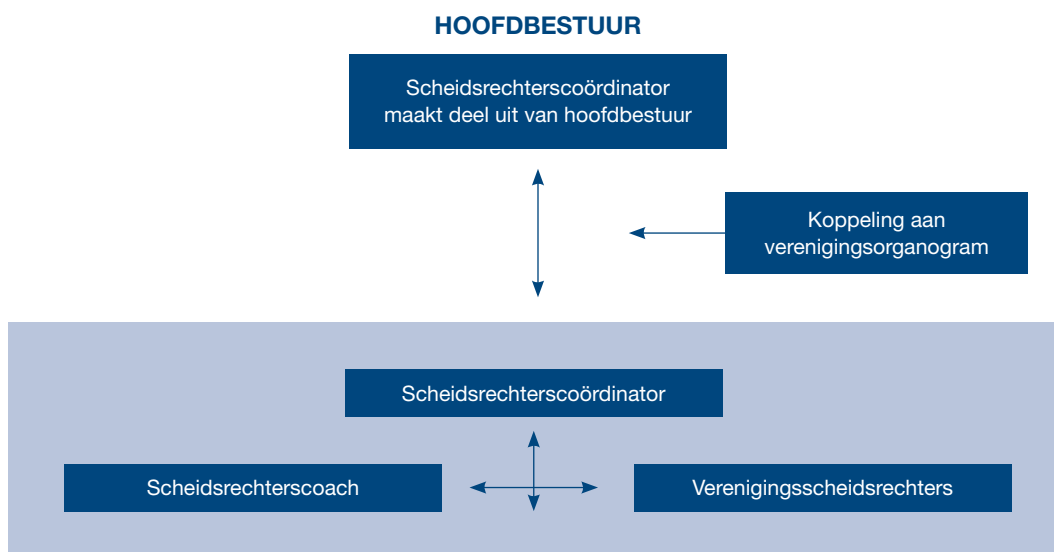 HOOFDBESTUUR
Scheidsrechterscoördinator
maakt deel uit van hoofdbestuur
Koppeling aan
verenigingsorganogram
Scheidsrechterscoördinator
Scheidsrechterscoach
Verenigingsscheidsrechters